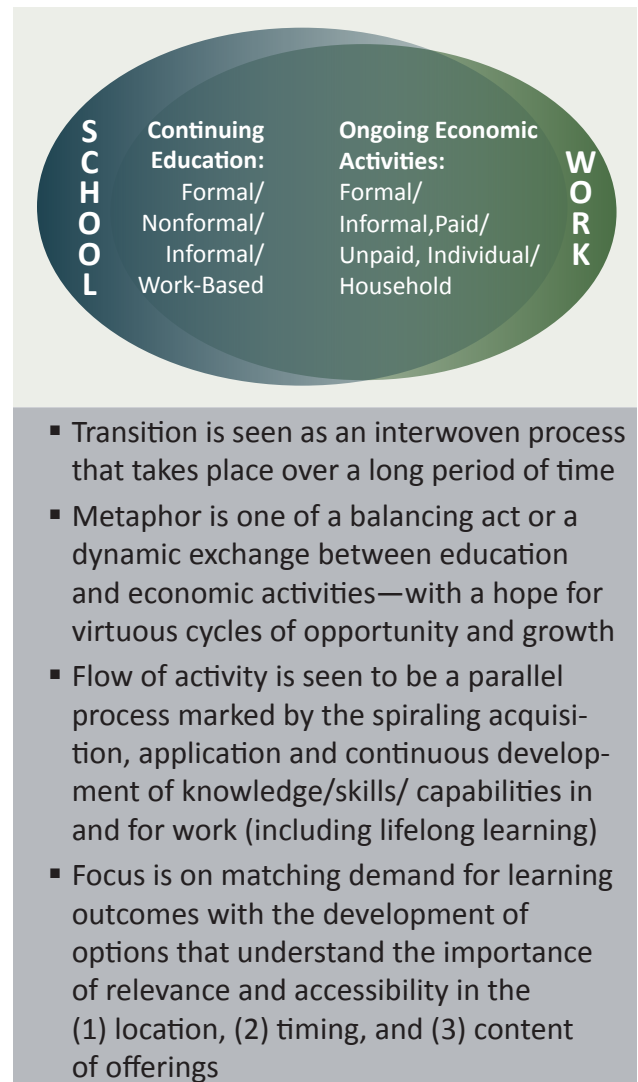 SCHOOL
Continuing
Education:
Formal/
Nonformal/
Informal/
Work-Based
Ongoing Economic
Activities:
Formal/
Informal,Paid/
Unpaid, Individual/
Household
WORK
▪ Transition is seen as an interwoven process
that takes place over a long period of time
▪ Metaphor is one of a balancing act or a
dynamic exchange between education
and economic activities—with a hope for
virtuous cycles of opportunity and growth
▪ Flow of activity is seen to be a parallel
process marked by the spiraling acquisi-
tion, application and continuous develop-
ment of knowledge/skills/ capabilities in
and for work (including lifelong learning)
▪ Focus is on matching demand for learning
outcomes with the development of
options that understand the importance
of relevance and accessibility in the
(1) location, (2) timing, and (3) content
of offerings